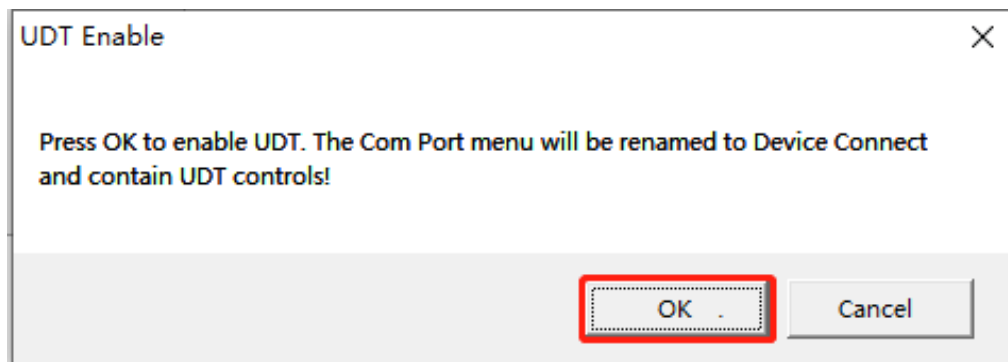 UDT Enable
Press OK to enable UDT. The Com Port menu will be renamed to Device Connect
and contain UDT controls!
OK .
Cancel